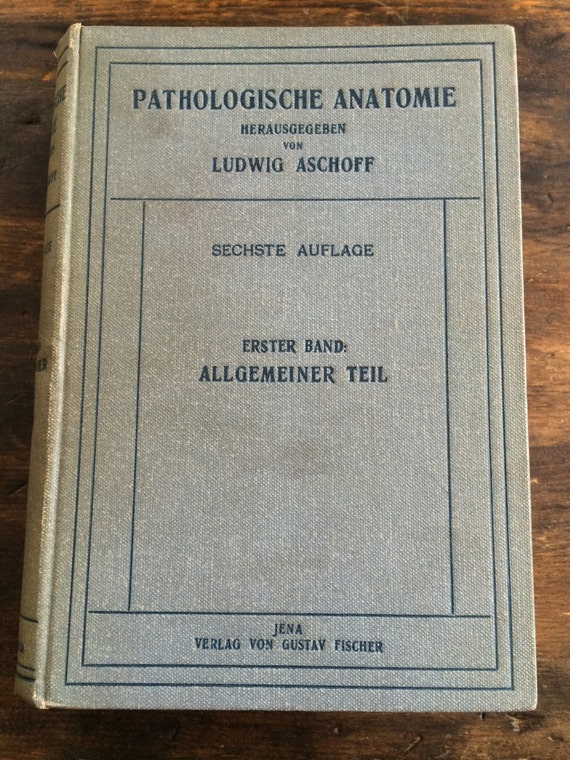 PATHOLOGISCHE ANATOMIE
HERAUSGEGEBEN
VON
LUDWIG ASCHOFF
SECHSTE AUFLAGE
ERSTER BAND:
ALLGEMEINER TEIL
JENA
VERLAG VON GUSTAV FISCHER